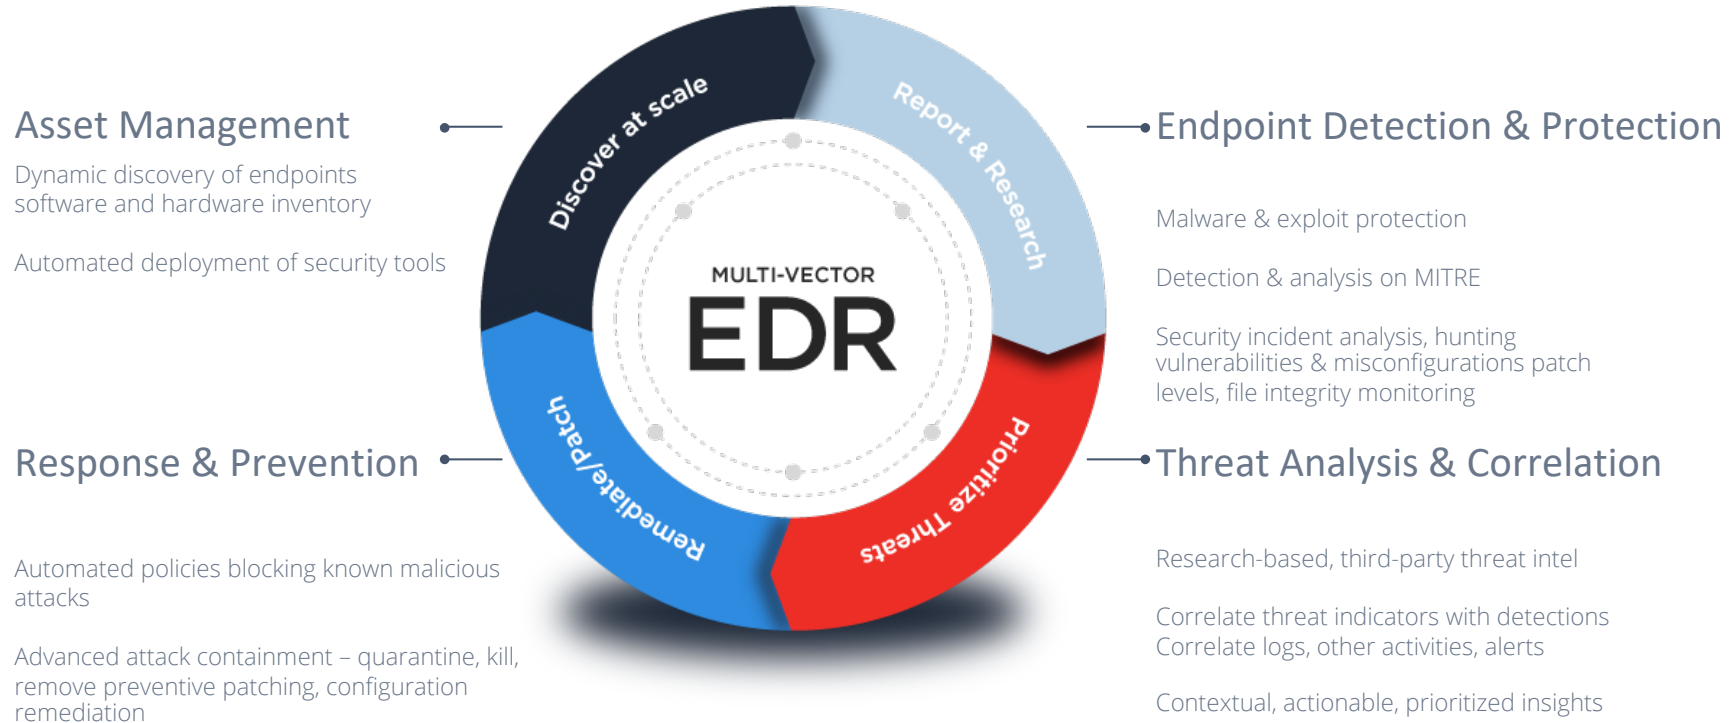 Asset Management
Dynamic discovery of endpoints
software and hardware inventory
Automated deployment of security tools
Response & Prevention
Automated policies blocking known malicious
attacks
Advanced attack containment – quarantine, kill,
remove preventive patching, configuration
remediation
Discover at scale
Report & Research
Prioritize Threats
Remediate/Patch
MULTI-VECTOR
EDR
Endpoint Detection & Protection
Malware & exploit protection
Detection & analysis on MITRE
Security incident analysis, hunting
vulnerabilities & misconfigurations patch
levels, file integrity monitoring
Threat Analysis & Correlation
Research-based, third-party threat intel
Correlate threat indicators with detections
Correlate logs, other activities, alerts
Contextual, actionable, prioritized insights